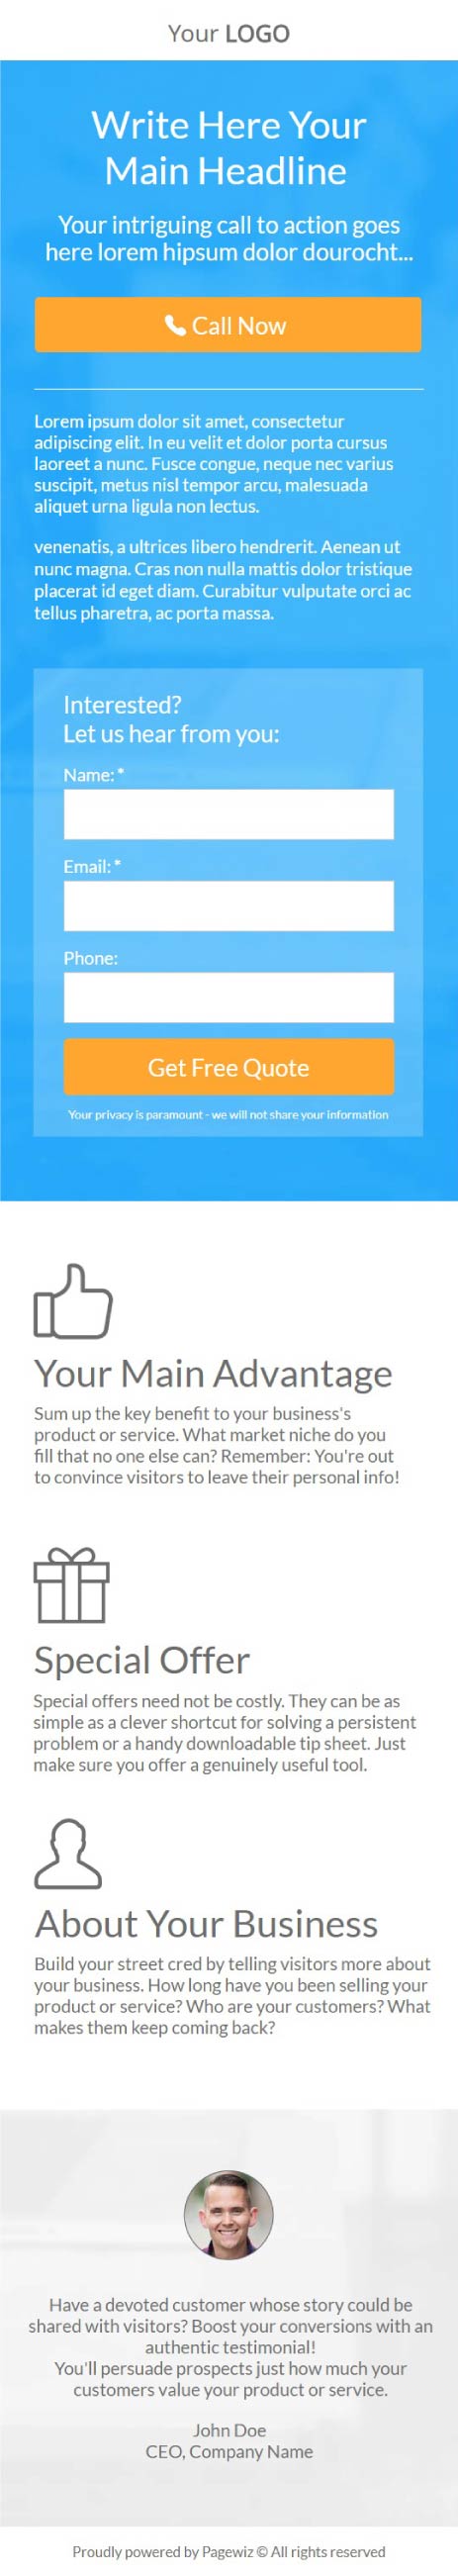 Your LOGO
Write Here Your
Main Headline
Your intriguing call to action goes
here lorem hipsum dolor dourocht...
Call Now
Lorem ipsum dolor sit amet, consectetur
adipiscing elit. In eu velit et dolor porta cursus
laoreet a nunc. Fusce congue, neque nec varius
suscipit, metus nisl tempor arcu, malesuada
aliquet urna ligula non lectus.
venenatis, a ultrices libero hendrerit. Aenean ut
nunc magna. Cras non nulla mattis dolor tristique
placerat id eget diam. Curabitur vulputate orci ac
tellus pharetra, ac porta massa.
Interested?
Let us hear from you:
Name: *
Email: *
Phone:
Get Free Quote
Your privacy is paramount - we will not share your information
Your Main Advantage
Sum up the key benefit to your business's
product or service. What market niche do you
fill that no one else can? Remember: You're out
to convince visitors to leave their personal info!
Special Offer
Special offers need not be costly. They can be as
simple as a clever shortcut for solving a persistent
problem or a handy downloadable tip sheet. Just
make sure you offer a genuinely useful tool.
About Your Business
Build your street cred by telling visitors more about
your business. How long have you been selling your
product or service? Who are your customers? What
makes them keep coming back?
Have a devoted customer whose story could be
shared with visitors? Boost your conversions with an
authentic testimonial!
You'll persuade prospects just how much your
customers value your product or service.
John Doe
CEO, Company Name
Proudly powered by Pagewiz © All rights reserved